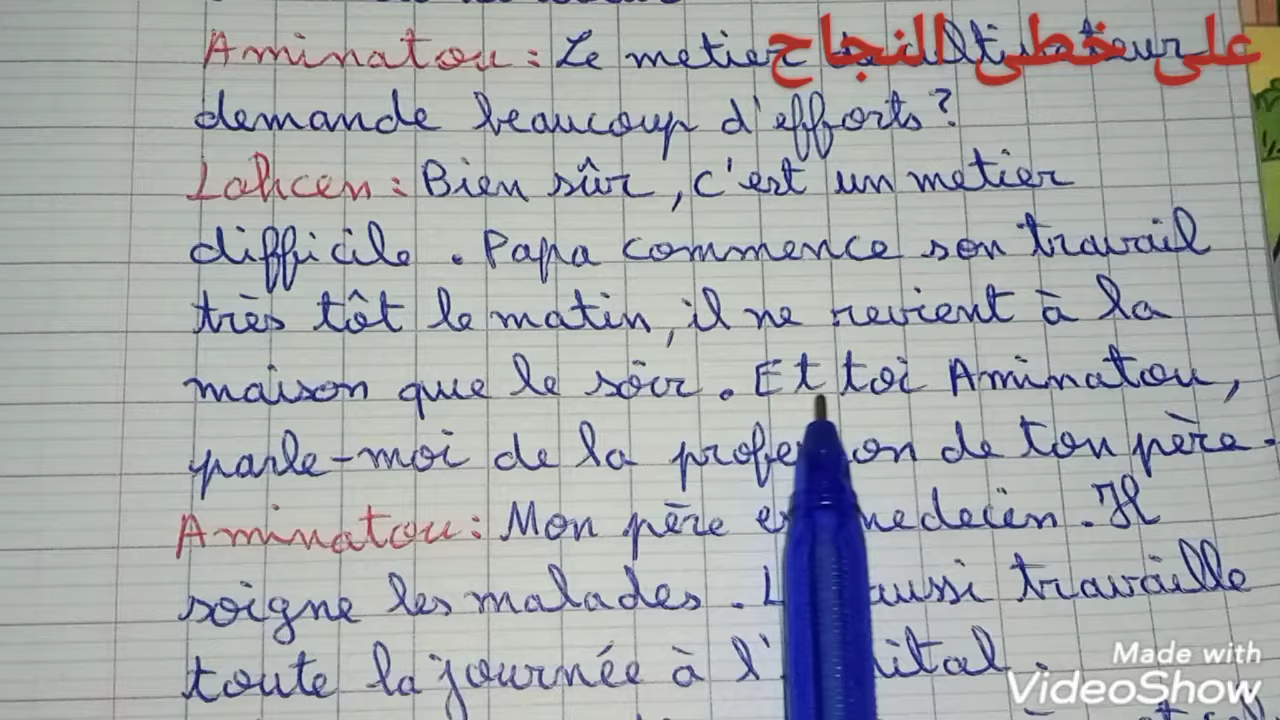 Aminatou : Le metier
على خطى النجاح
demande beaucoup d'efforts ?
Lahcen : Bien sûr, c'est un metier
difficile . Papa commence son travail
très tôt le matin, il ne revient à la
maison que le soir . Et toi Aminatou,
parle-moi de la profe on de ton père .
Aminatou : Mon père medecin . Il
soigne les malades . aussi travaille
toute la journée à l' ital .
Made with
VideoShow